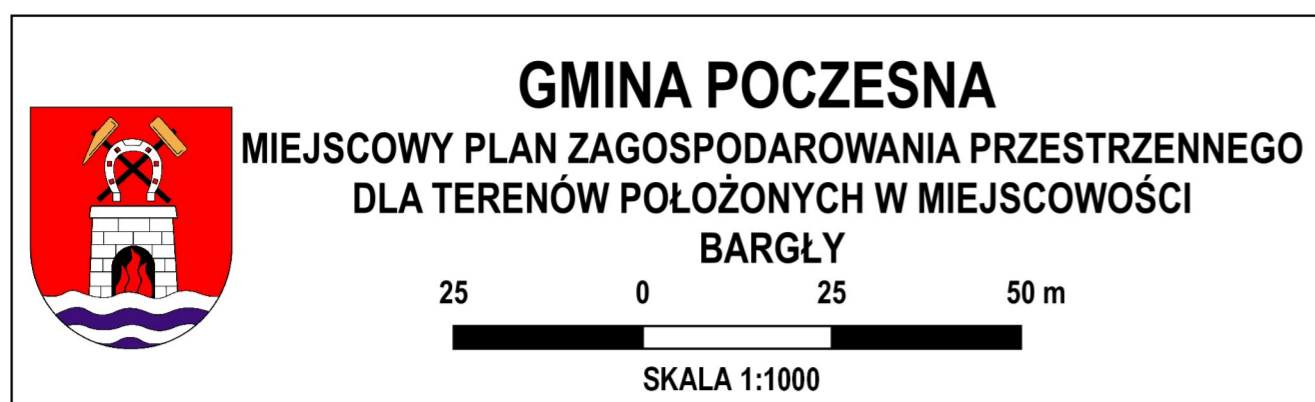 GMINA POCZESNA
MIEJSCOWY PLAN ZAGOSPODAROWANIA PRZESTRZENNEGO
DLA TERENÓW POŁOŻONYCH W MIEJSCOWOŚCI
BARGŁY
25 0 25 50 m
SKALA 1:1000